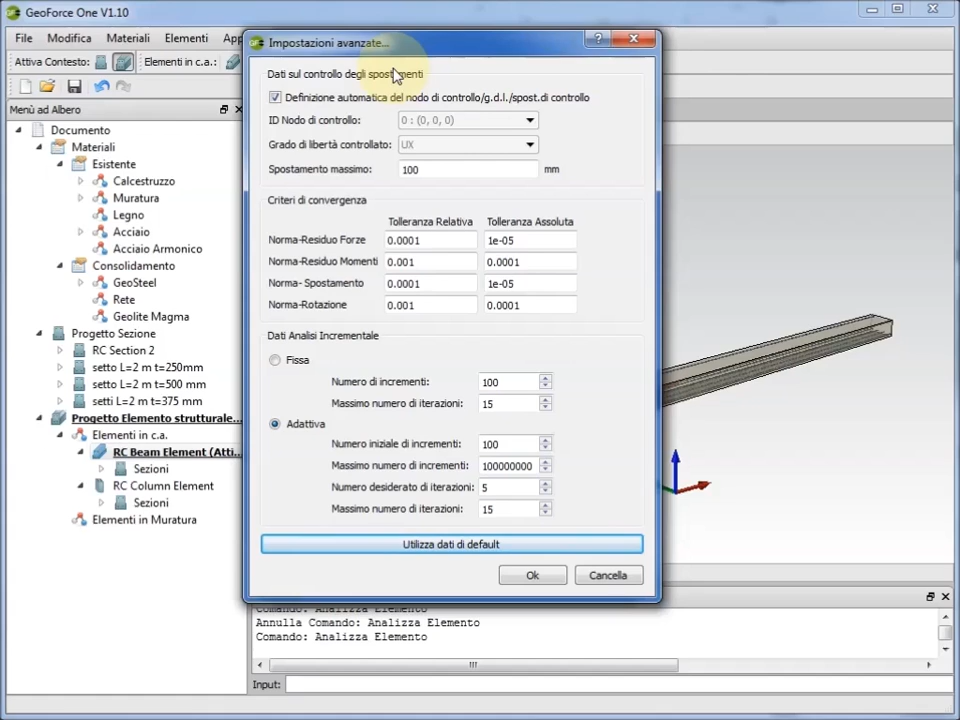 GeoForce One V1.10
File Modifica Materiali Elementi
Attiva Contesto: Elementi in c.a.:
Menù ad Albero
Documento
Materiali
Esistente
Calcestruzzo
Muratura
Legno
Acciaio
Acciaio Armonico
Consolidamento
GeoSteel
Rete
Geolite Magma
Progetto Sezione
RC Section 2
setto L=2 m t=250mm
setto L=2 m t=500 mm
setti L=2 m t=375 mm
Progetto Elemento strutturale...
Elementi in c.a.
RC Beam Element (Atti...
Sezioni
RC Column Element
Sezioni
Elementi in Muratura
Impostazioni avanzate...
Dati sul controllo degli spostamenti
Definizione automatica del nodo di controllo/g.d.l./spost.di controllo
ID Nodo di controllo: 0 : (0, 0, 0)
Grado di libertà controllato: UX
Spostamento massimo: 100 mm
Criteri di convergenza
Tolleranza Relativa Tolleranza Assoluta
Norma-Residuo Forze 0.0001 1e-05
Norma-Residuo Momenti 0.001 0.0001
Norma- Spostamento 0.0001 1e-05
Norma-Rotazione 0.001 0.0001
Dati Analisi Incrementale
Fissa
Numero di incrementi: 100
Massimo numero di iterazioni: 15
Adattiva
Numero iniziale di incrementi: 100
Massimo numero di incrementi: 100000000
Numero desiderato di iterazioni: 5
Massimo numero di iterazioni: 15
Utilizza dati di default
Ok Cancella
Comando: Analizza Elemento
Annulla Comando: Analizza Elemento
Comando: Analizza Elemento
Input: